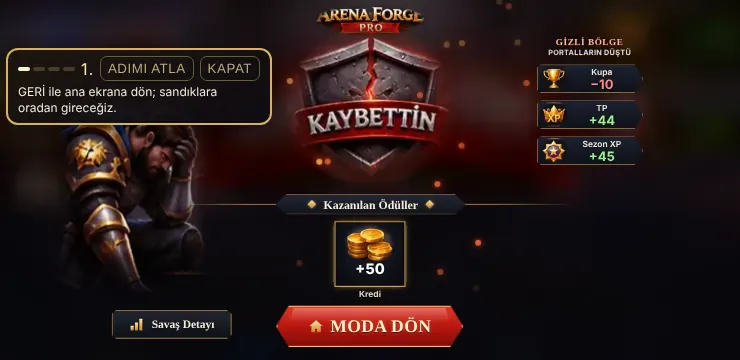 ARENA FORGE
PRO
1. ADIMI ATLA KAPAT
GERİ ile ana ekrana dön; sandıklara
oradan gireceğiz.
KAYBETTİN
GİZLİ BÖLGE
PORTALLARIN DÜŞTÜ
Kupa
−10
XP
TP
+44
Sezon XP
+45
Kazanılan Ödüller
+50
Kredi
Savaş Detayı
MODA DÖN